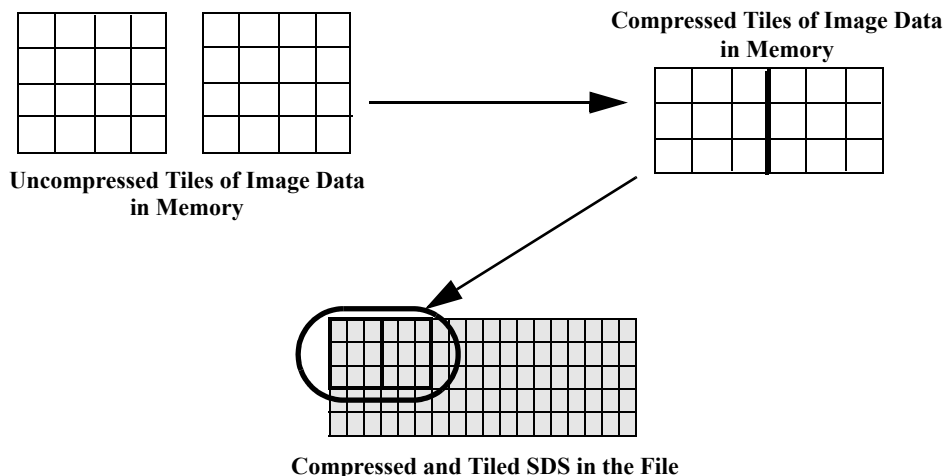 Compressed Tiles of Image Data
in Memory
Uncompressed Tiles of Image Data
in Memory
Compressed and Tiled SDS in the File